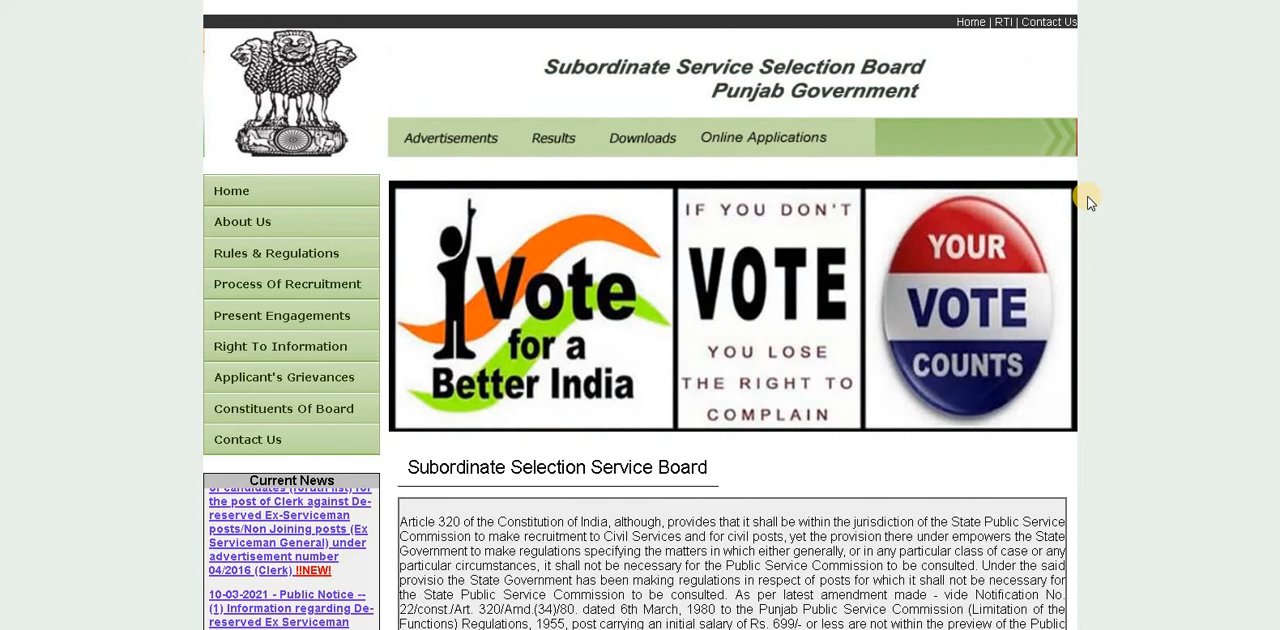 Home | RTI | Contact Us
Subordinate Service Selection Board
Punjab Government
Advertisements Results Downloads Online Applications
Home
About Us
Rules & Regulations
Process Of Recruitment
Present Engagements
Right To Information
Applicant's Grievances
Constituents Of Board
Contact Us
Vote
for a
Better India
IF YOU DON'T
VOTE
YOU LOSE
THE RIGHT TO
COMPLAIN
YOUR
VOTE
COUNTS
Current News
of candidates (fourth list) for
the post of Clerk against De-
reserved Ex-Serviceman
posts/Non Joining posts (Ex
Serviceman General) under
advertisement number
04/2016 (Clerk) !!NEW!
10-03-2021 - Public Notice --
(1) Information regarding De-
reserved Ex Serviceman
Subordinate Selection Service Board
Article 320 of the Constitution of India, although, provides that it shall be within the jurisdiction of the State Public Service
Commission to make recruitment to Civil Services and for civil posts, yet the provision there under empowers the State
Government to make regulations specifying the matters in which either generally, or in any particular class of case or any
particular circumstances, it shall not be necessary for the Public Service Commission to be consulted. Under the said
provisio the State Government has been making regulations in respect of posts for which it shall not be necessary for
the State Public Service Commission to be consulted. As per latest amendment made - vide Notification No.
22/const./Art. 320/Amd.(34)/80. dated 6th March, 1980 to the Punjab Public Service Commission (Limitation of the
Functions) Regulations, 1955, post carrying an initial salary of Rs. 699/- or less are not within the preview of the Public